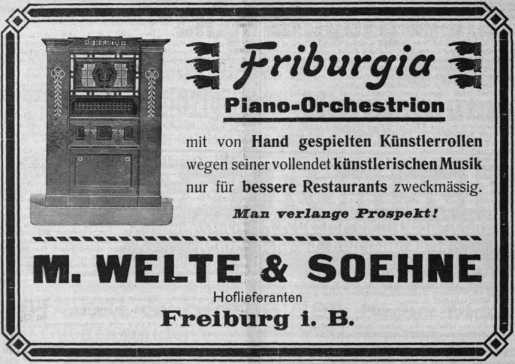 Friburgia
Piano-Orchestrion
mit von Hand gespielten Künstlerrollen
wegen seiner vollendet künstlerischen Musik
nur für bessere Restaurants zweckmässig.
Man verlange Prospekt!
M. WELTE & SOEHNE
Hoflieferanten
Freiburg i. B.